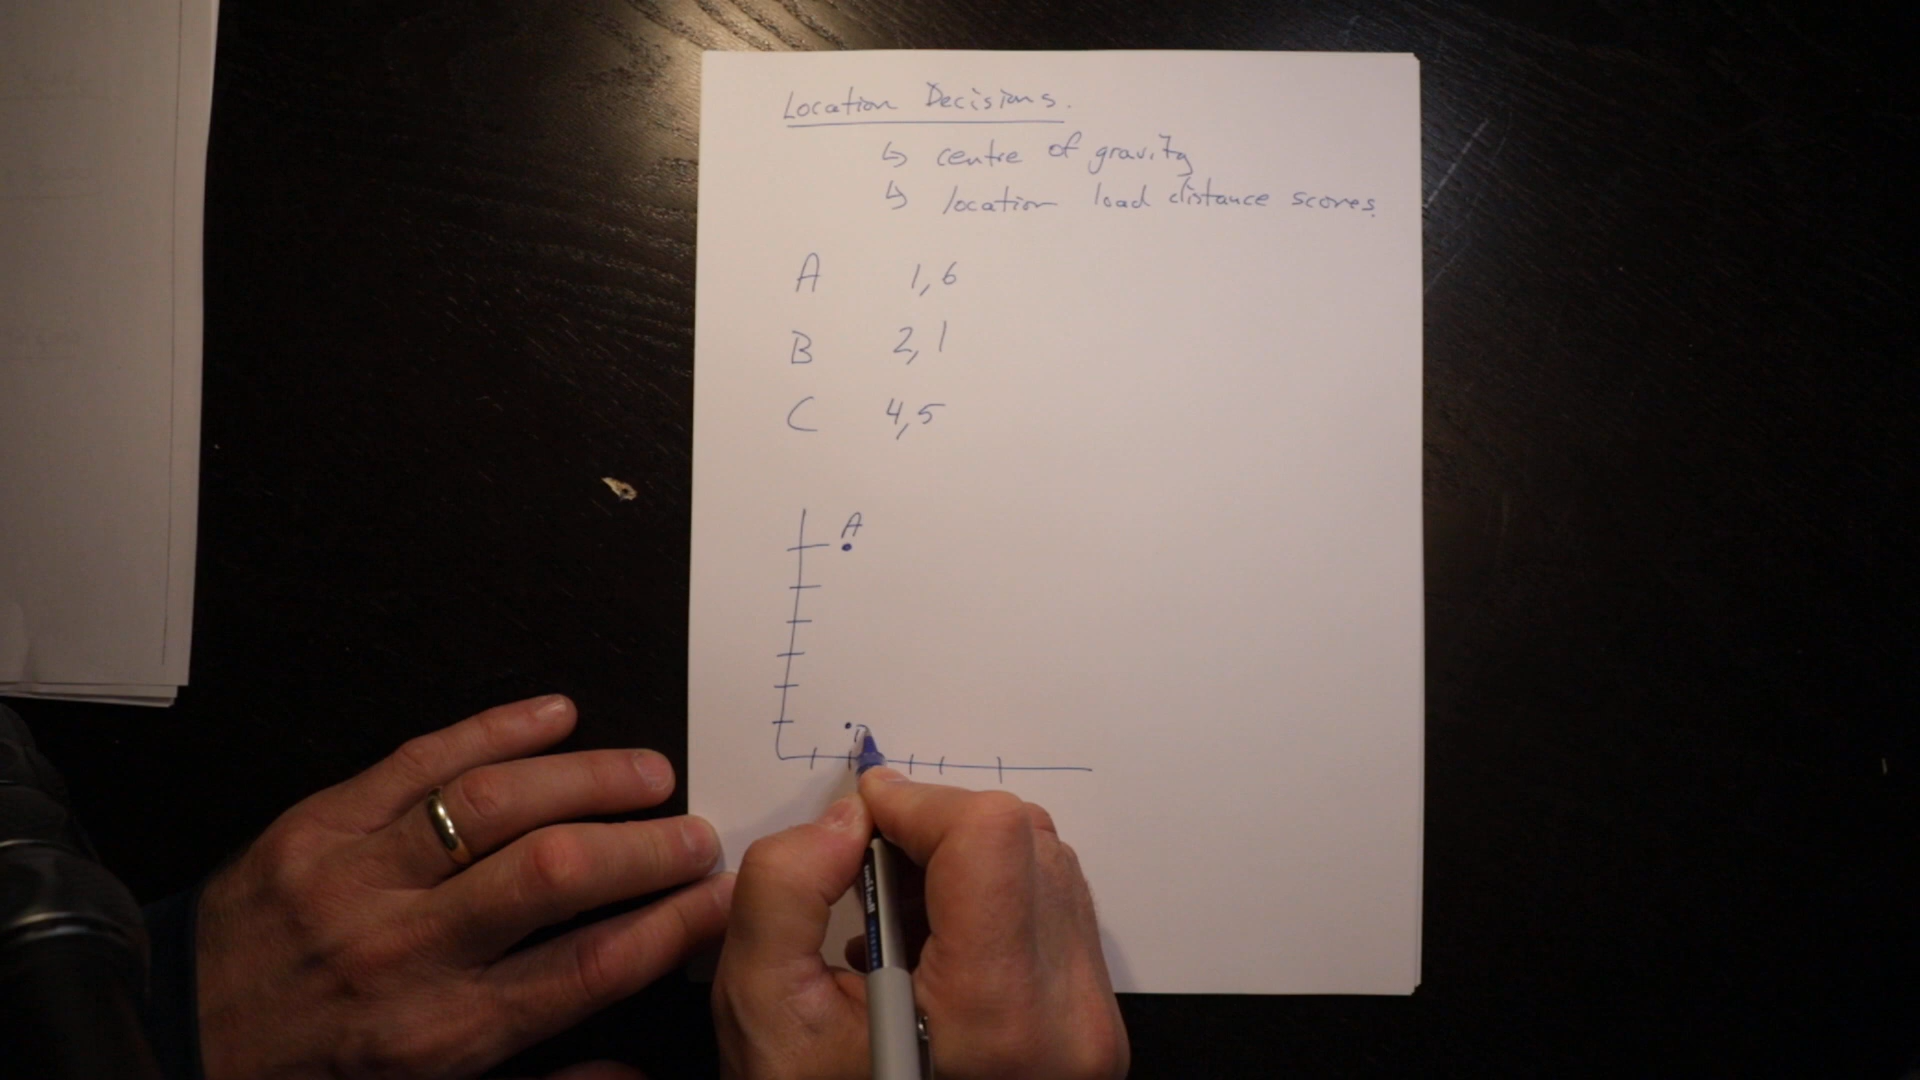 Location Decisions.
↳ centre of gravity
↳ location load distance scores.
A 1,6
B 2,1
C 4,5
A